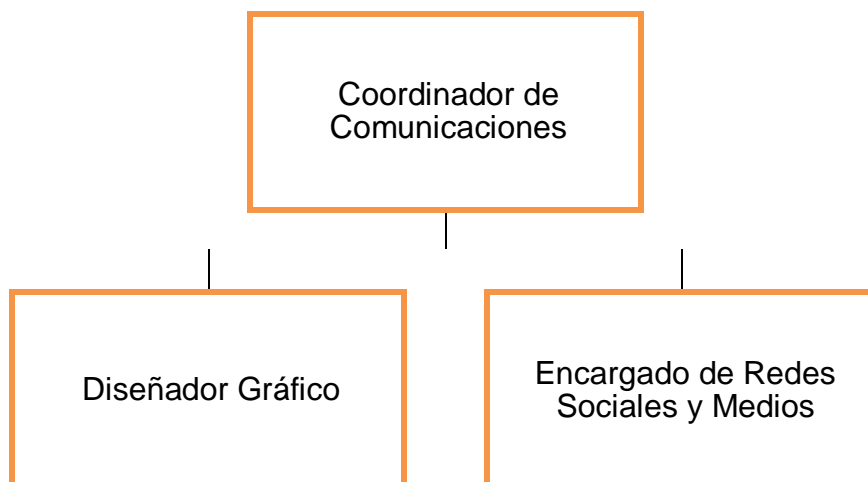 Coordinador de
Comunicaciones
Diseñador Gráfico
Encargado de Redes
Sociales y Medios